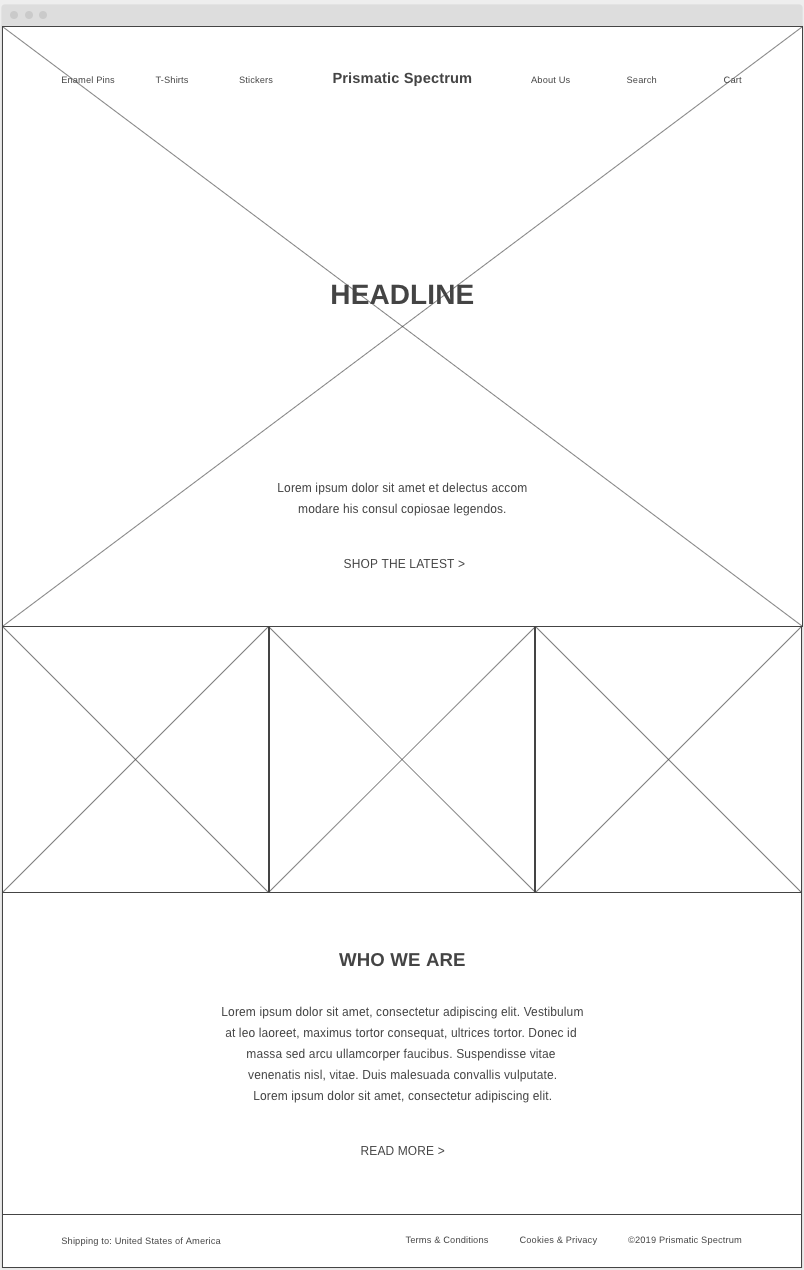 Enamel Pins T-Shirts Stickers Prismatic Spectrum About Us Search Cart
HEADLINE
Lorem ipsum dolor sit amet et delectus accom
modare his consul copiosae legendos.
SHOP THE LATEST >
WHO WE ARE
Lorem ipsum dolor sit amet, consectetur adipiscing elit. Vestibulum
at leo laoreet, maximus tortor consequat, ultrices tortor. Donec id
massa sed arcu ullamcorper faucibus. Suspendisse vitae
venenatis nisl, vitae. Duis malesuada convallis vulputate.
Lorem ipsum dolor sit amet, consectetur adipiscing elit.
READ MORE >
Shipping to: United States of America Terms & Conditions Cookies & Privacy ©2019 Prismatic Spectrum